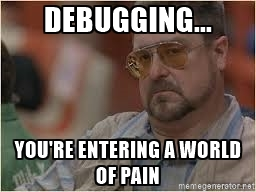 DEBUGGING...
YOU'RE ENTERING A WORLD
OF PAIN
memegenerator.net